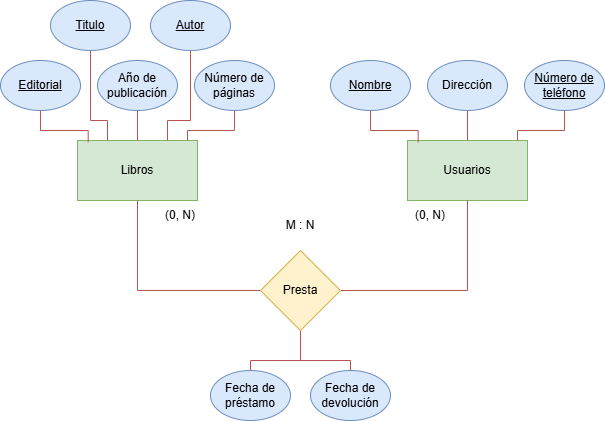 Titulo
Autor
Editorial
Año de
publicación
Número de
páginas
Nombre
Dirección
Número de
teléfono
Libros
Usuarios
(0, N)
(0, N)
M : N
Presta
Fecha de
préstamo
Fecha de
devolución